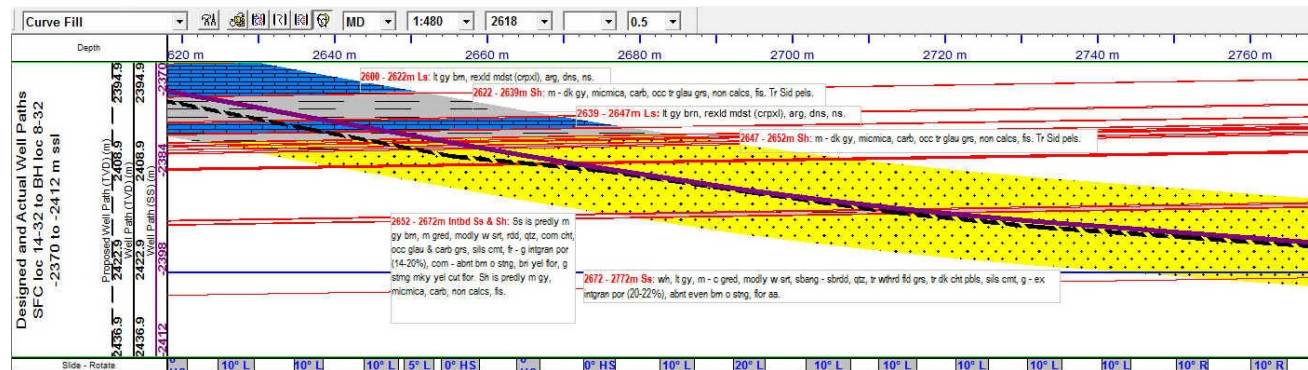 Curve Fill
MD
1:480
2618
0.5
Depth
620 m
2640 m
2660 m
2680 m
2700 m
2720 m
2740 m
2760 m
Designed and Actual Well Paths
SFC loc 14-32 to BH loc 8-32
-2370 to -2412 m ssl
Proposed Well Path (TVD) (m)
Well Path (TVD) (m)
Well Path (SS) (m)
2394.9
2394.9
-2370
2408.9
2408.9
-2384
2422.9
2422.9
-2398
2436.9
2436.9
-2412
2600 - 2622m Ls: lt gy brn, rexld mdst (crpxl), arg, dns, ns.
2622 - 2639m Sh: m - dk gy, micmica, carb, occ tr glau grs, non calcs, fis. Tr Sid pels.
2639 - 2647m Ls: lt gy brn, rexld mdst (crpxl), arg, dns, ns.
2647 - 2652m Sh: m - dk gy, micmica, carb, occ tr glau grs, non calcs, fis. Tr Sid pels.
2652 - 2672m Intbd Ss & Sh: Ss is predly m
gy brn, m gred, modly w srt, rdd, qtz, com cht,
occ glau & carb grs, sils cmt, fr - g intgran por
(14-20%), com - abnt brn o stng, bri yel flor, g
stmg mky yel cut flor. Sh is predly m gy,
micmica, carb, non calcs, fis.
2672 - 2772m Ss: wh, lt gy, m - c gred, modly w srt, sbang - sbrdd, qtz, tr wthrd fld grs, tr dk cht pbls, sils cmt, g - ex
intgran por (20-22%), abnt even brn o stng, flor aa.
Slide - Rotate
10° L
10° L
10° L
5° L
0° HS
0° HS
10° L
20° L
10° L
10° L
10° L
10° L
10° L
10° R
10° R